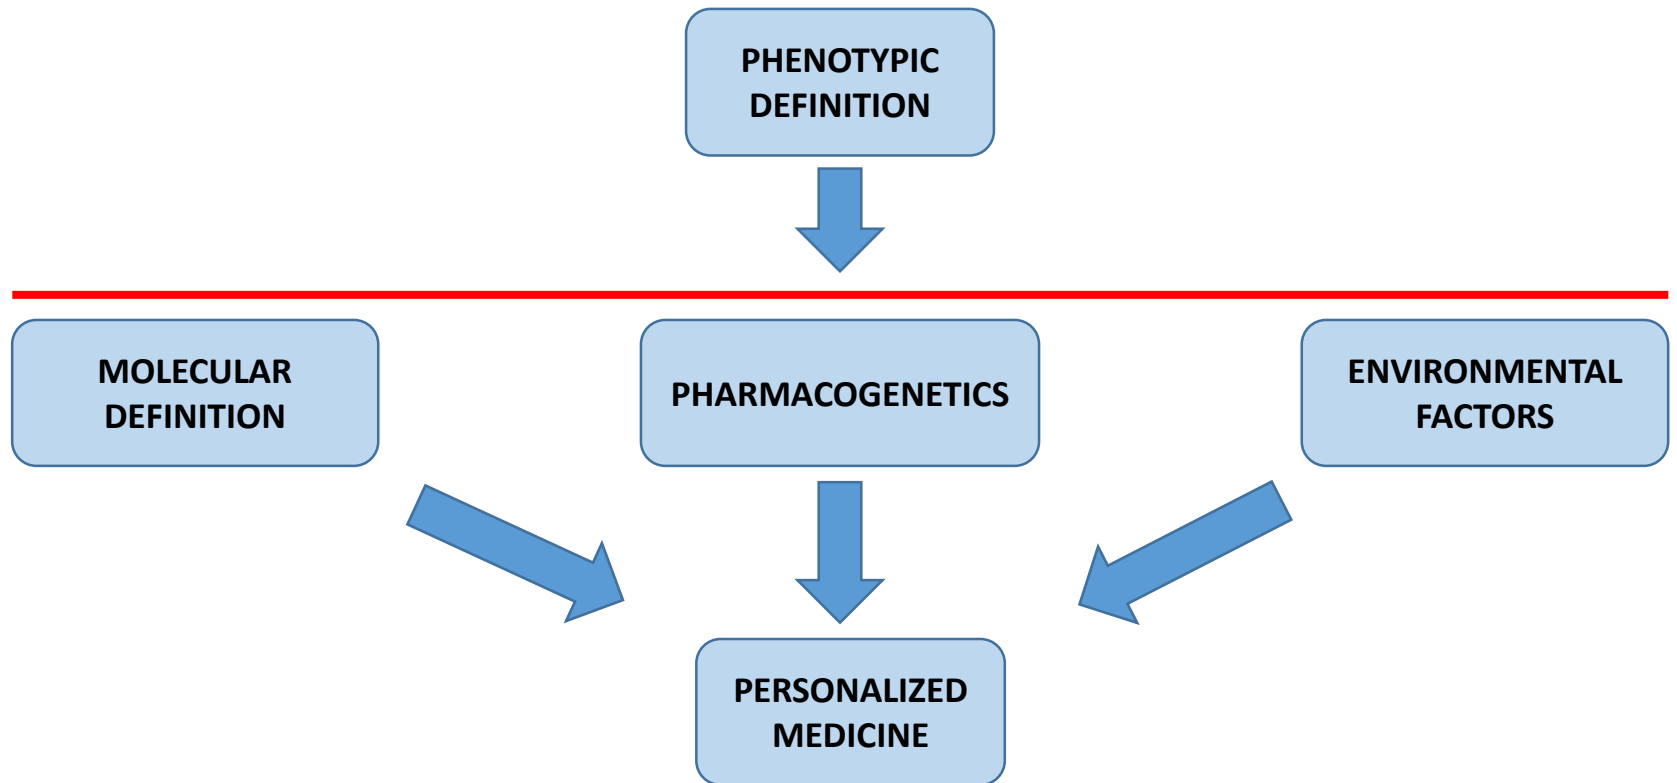 PHENOTYPIC
DEFINITION
MOLECULAR
DEFINITION
PHARMACOGENETICS
ENVIRONMENTAL
FACTORS
PERSONALIZED
MEDICINE